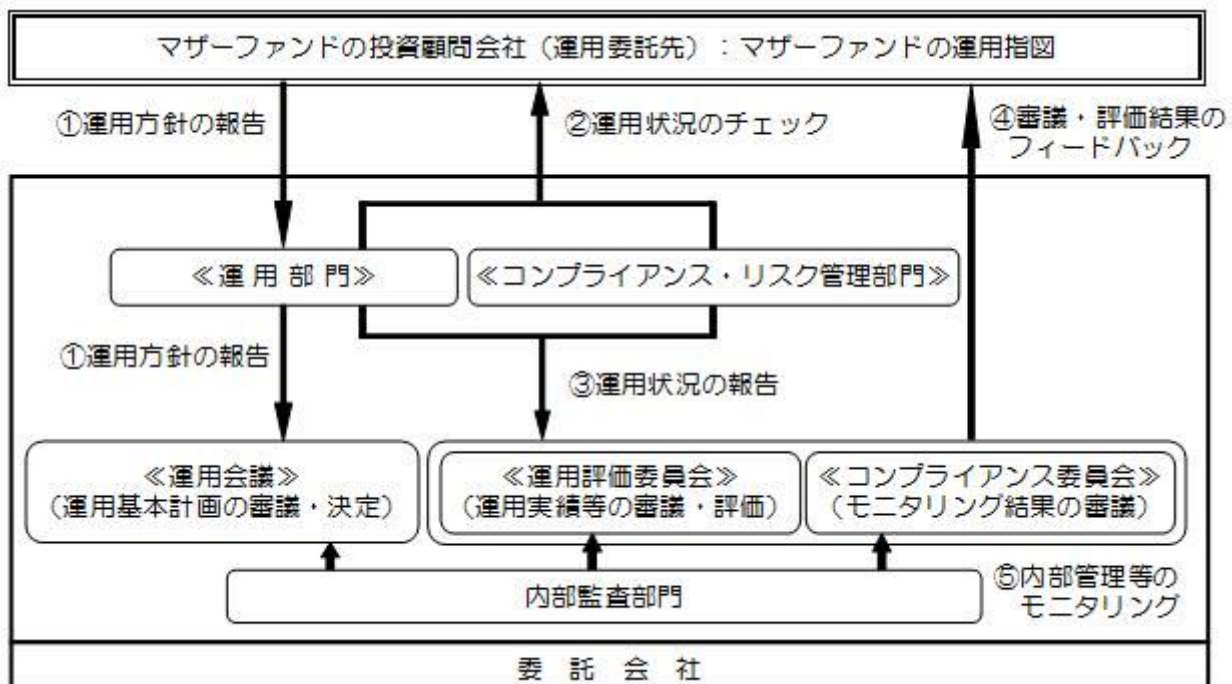 マザーファンドの投資顧問会社（運用委託先）：マザーファンドの運用指図
①運用方針の報告
②運用状況のチェック
④審議・評価結果の
フィードバック
≪運 用 部 門≫
≪コンプライアンス・リスク管理部門≫
①運用方針の報告
③運用状況の報告
≪運用会議≫
（運用基本計画の審議・決定）
≪運用評価委員会≫
（運用実績等の審議・評価）
≪コンプライアンス委員会≫
（モニタリング結果の審議）
内部監査部門
⑤内部管理等の
モニタリング
委 託 会 社